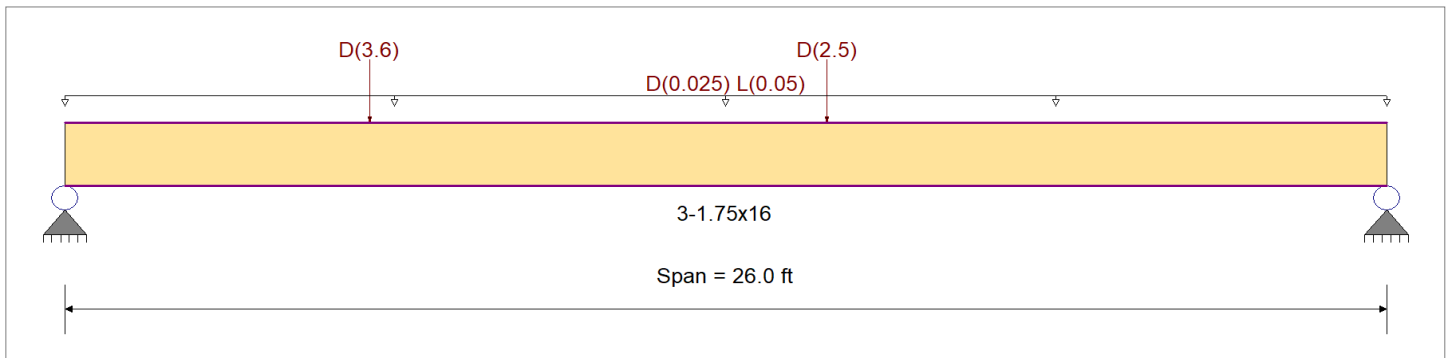 D(3.6)
D(2.5)
D(0.025) L(0.05)
3-1.75x16
Span = 26.0 ft